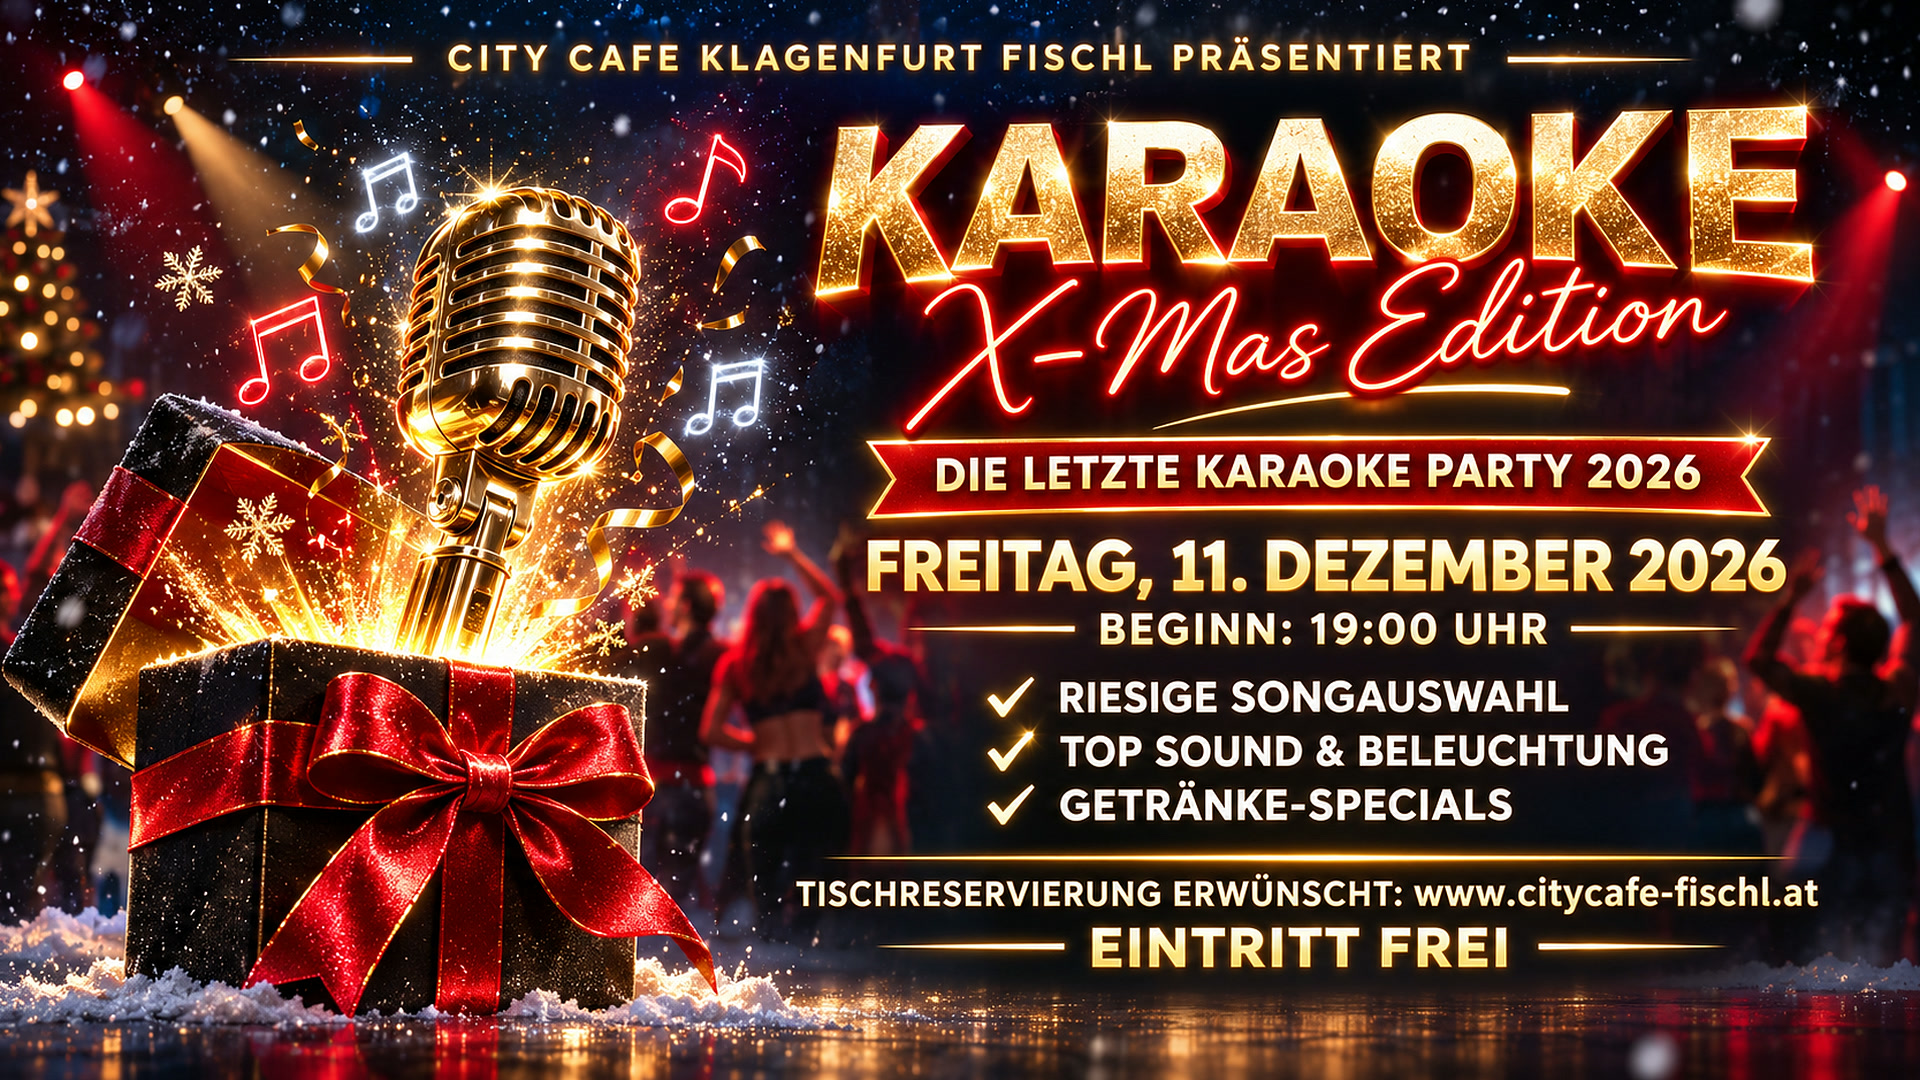 CITY CAFE KLAGENFURT FISCHL PRÄSENTIERT
KARAOKE
X-Mas Edition
DIE LETZTE KARAOKE PARTY 2026
FREITAG, 11. DEZEMBER 2026
BEGINN: 19:00 UHR
RIESIGE SONGAUSWAHL
TOP SOUND & BELEUCHTUNG
GETRÄNKE-SPECIALS
TISCHRESERVIERUNG ERWÜNSCHT: www.citycafe-fischl.at
EINTRITT FREI